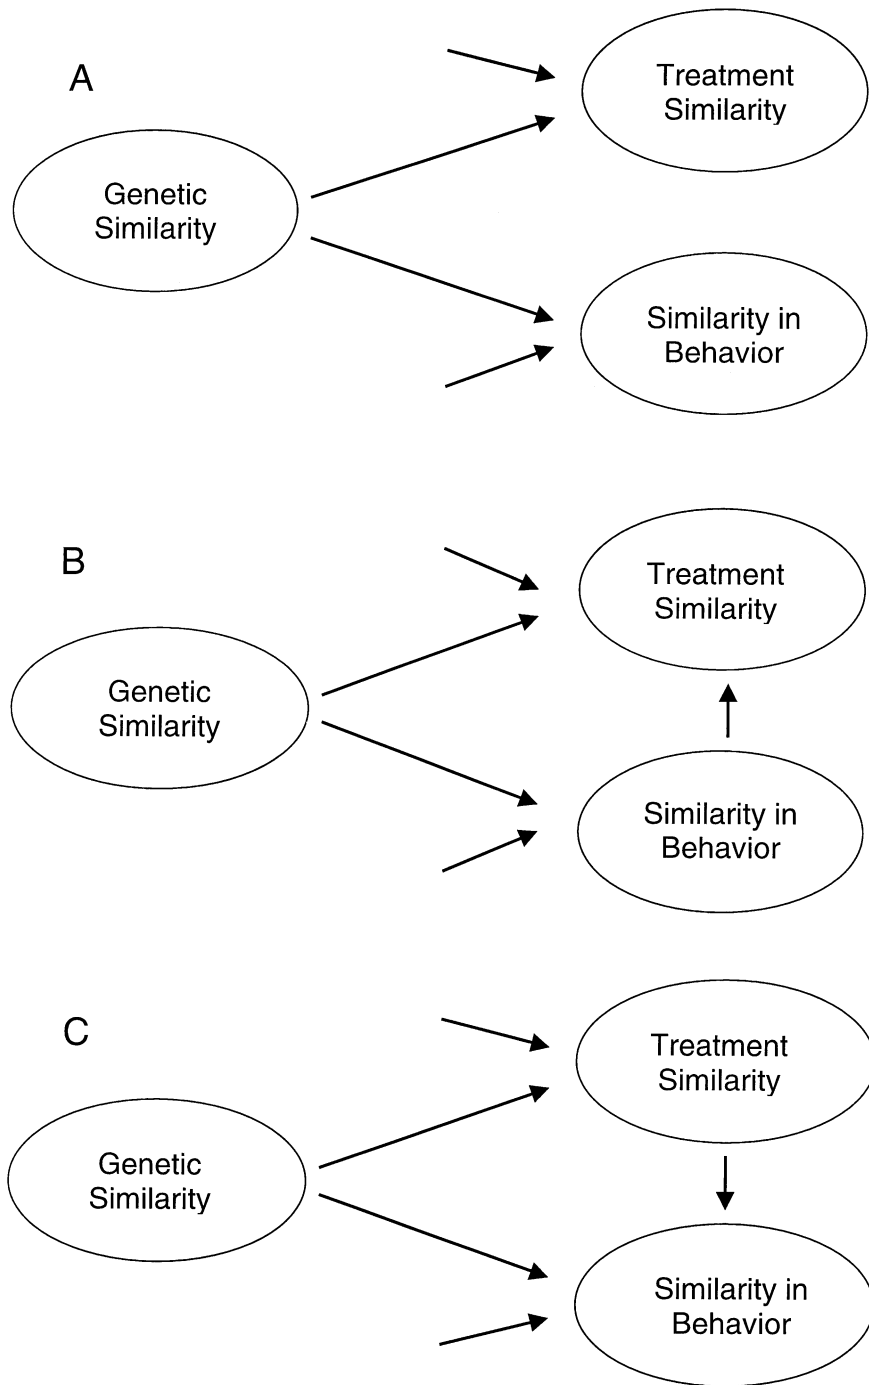 A
Treatment
Similarity
Genetic
Similarity
Similarity in
Behavior
B
Treatment
Similarity
Genetic
Similarity
Similarity in
Behavior
C
Treatment
Similarity
Genetic
Similarity
Similarity in
Behavior